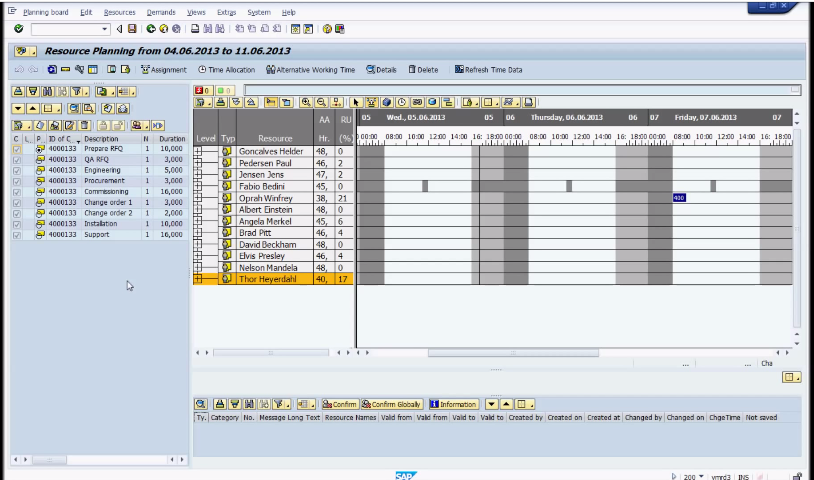 Planning board Edit Resources Demands Views Extras System Help
Resource Planning from 04.06.2013 to 11.06.2013
Assignment Time Allocation Alternative Working Time Details Delete Refresh Time Data
0 0
C L. P. ID of C Description N Duration
4000133 Prepare RFQ 1 10,000
4000133 QA RFQ 1 3,000
4000133 Engineering 1 5,000
4000133 Procurement 1 3,000
4000133 Commissioning 1 16,000
4000133 Change order 1 1 3,000
4000133 Change order 2 1 2,000
4000133 Installation 1 10,000
4000133 Support 1 16,000
AA RU 05 Wed., 05.06.2013 05 06 Thursday, 06.06.2013 06 07 Friday, 07.06.2013 07
Level Typ Resource Hr. (%)
00:00 08:00 10:00 12:00 14:00 16: 18:00 00:00 08:00 10:00 12:00 14:00 16: 18:00 00:00 08:00 10:00 12:00 14:00 16: 18:00
Goncalves Helder 48, 0
Pedersen Paul 46, 2
Jensen Jens 47, 2
Fabio Bedini 45, 0
Oprah Winfrey 38, 21 400
Albert Einstein 48, 0
Angela Merkel 45, 6
Brad Pitt 46, 4
David Beckham 48, 0
Elvis Presley 46, 4
Nelson Mandela 48, 0
Thor Heyerdahl 40, 17
... ... Cha
Confirm Confirm Globally Information
Ty. Category No. Message Long Text Resource Names Valid from Valid from Valid to Valid to Created by Created on Created at Changed by Changed on ChgeTime Not saved
SAP 200 vmrd3 INS